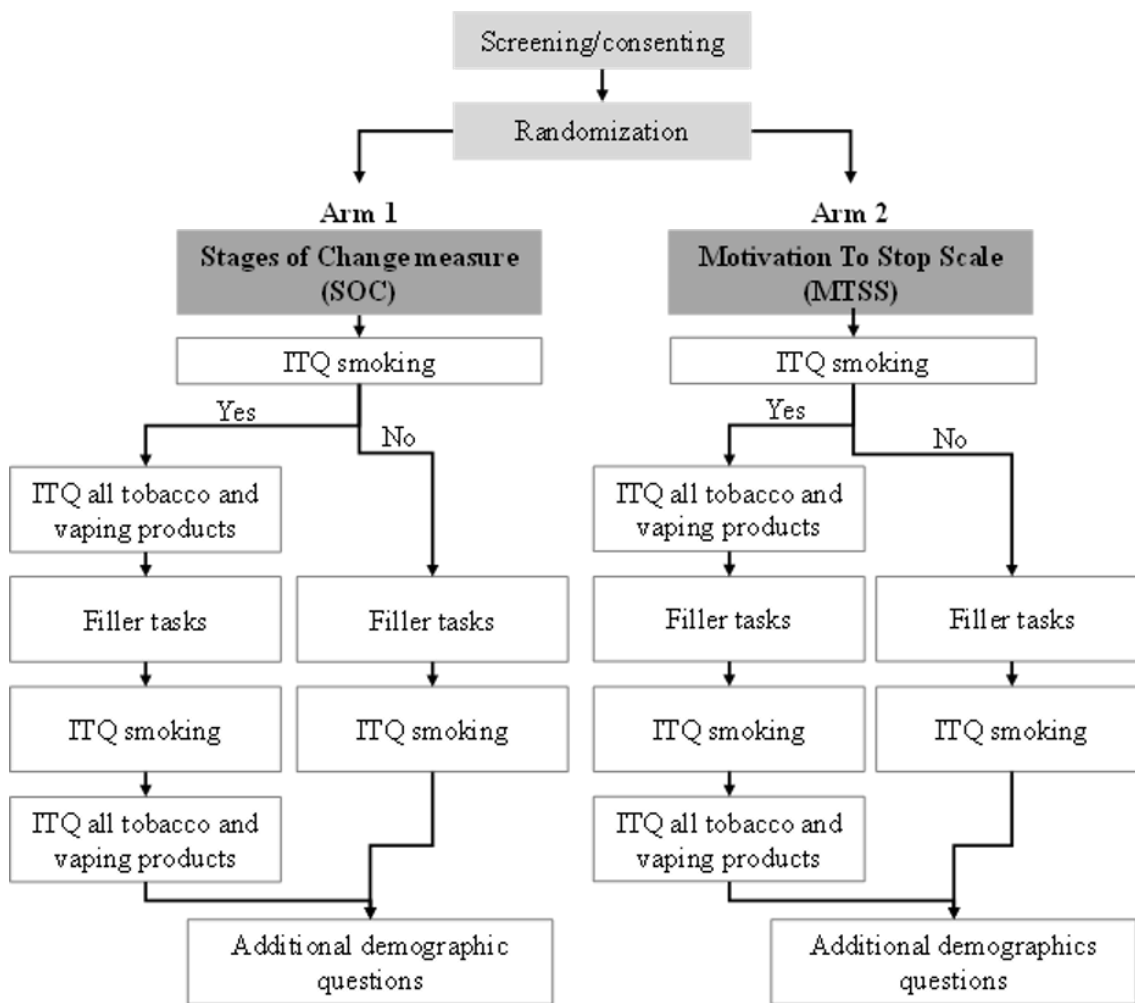 Screening/consenting
Randomization
Arm 1
Stages of Change measure
(SOC)
ITQ smoking
Yes
No
ITQ all tobacco and
vaping products
Filler tasks
Filler tasks
ITQ smoking
ITQ smoking
ITQ all tobacco and
vaping products
Additional demographic
questions
Arm 2
Motivation To Stop Scale
(MTSS)
ITQ smoking
Yes
No
ITQ all tobacco and
vaping products
Filler tasks
Filler tasks
ITQ smoking
ITQ smoking
ITQ all tobacco and
vaping products
Additional demographics
questions